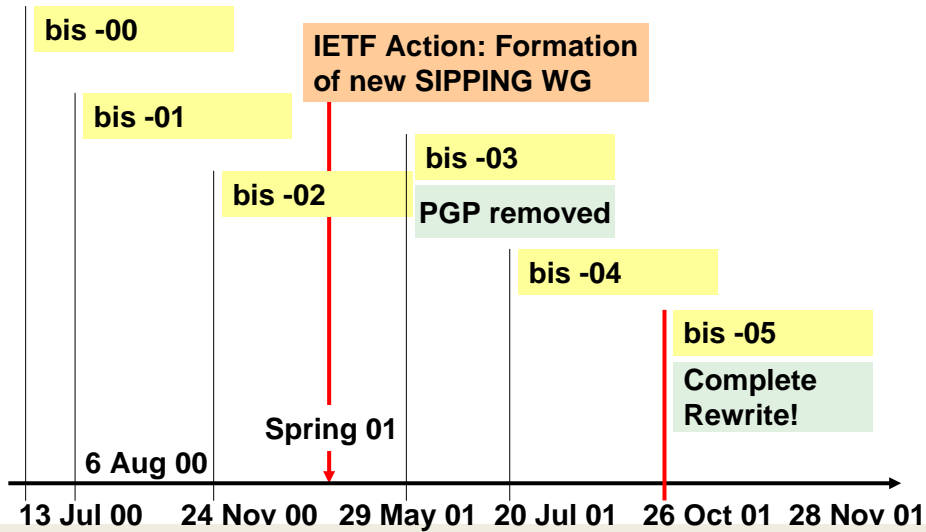 bis -00
IETF Action: Formation
of new SIPPING WG
bis -01
bis -03
bis -02
PGP removed
bis -04
bis -05
Complete
Rewrite!
Spring 01
6 Aug 00
13 Jul 00 24 Nov 00 29 May 01 20 Jul 01 26 Oct 01 28 Nov 01